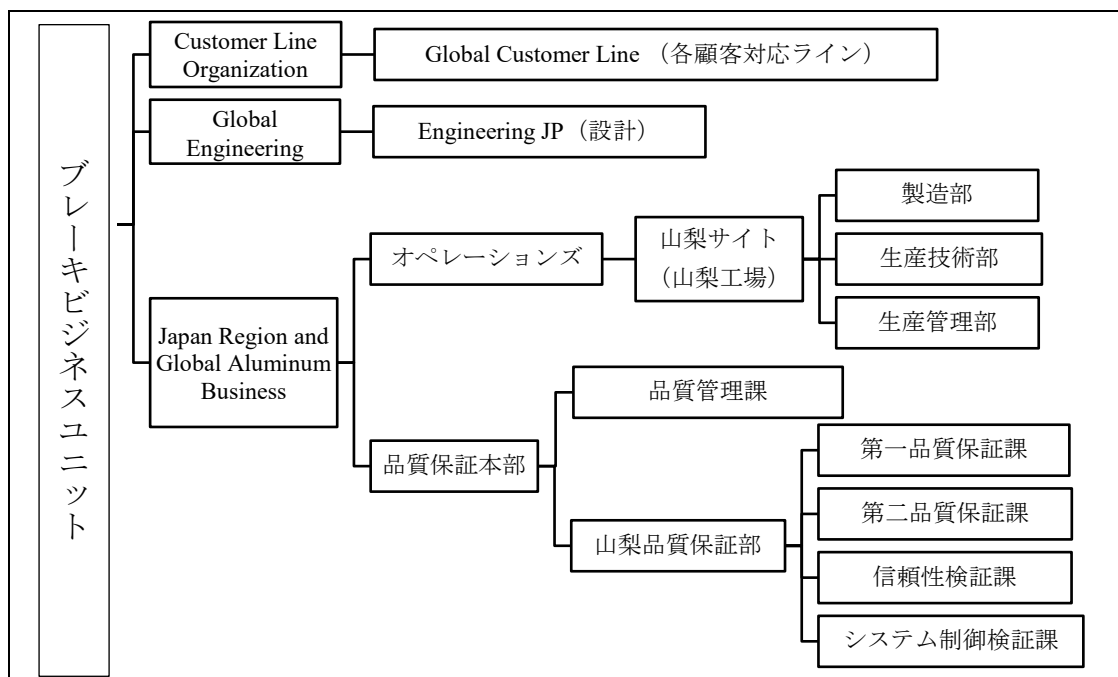 ブレーキビジネスユニット
Customer Line
Organization
Global Customer Line （各顧客対応ライン）
Global
Engineering
Engineering JP（設計）
Japan Region and
Global Aluminum
Business
オペレーションズ
山梨サイト
（山梨工場）
製造部
生産技術部
生産管理部
品質保証本部
品質管理課
山梨品質保証部
第一品質保証課
第二品質保証課
信頼性検証課
システム制御検証課